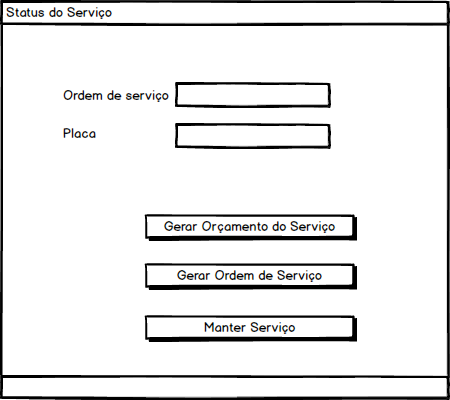 Status do Serviço
Ordem de serviço
Placa
Gerar Orçamento do Serviço
Gerar Ordem de Serviço
Manter Serviço